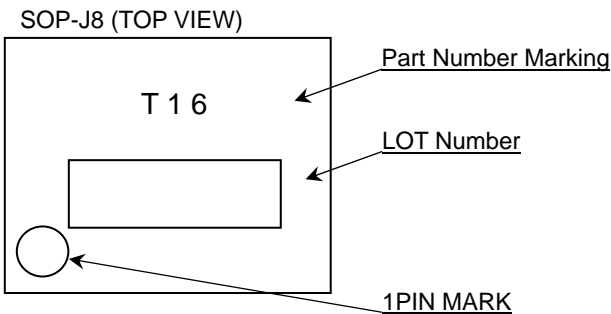 SOP-J8 (TOP VIEW)
Part Number Marking
T 1 6
LOT Number
1PIN MARK